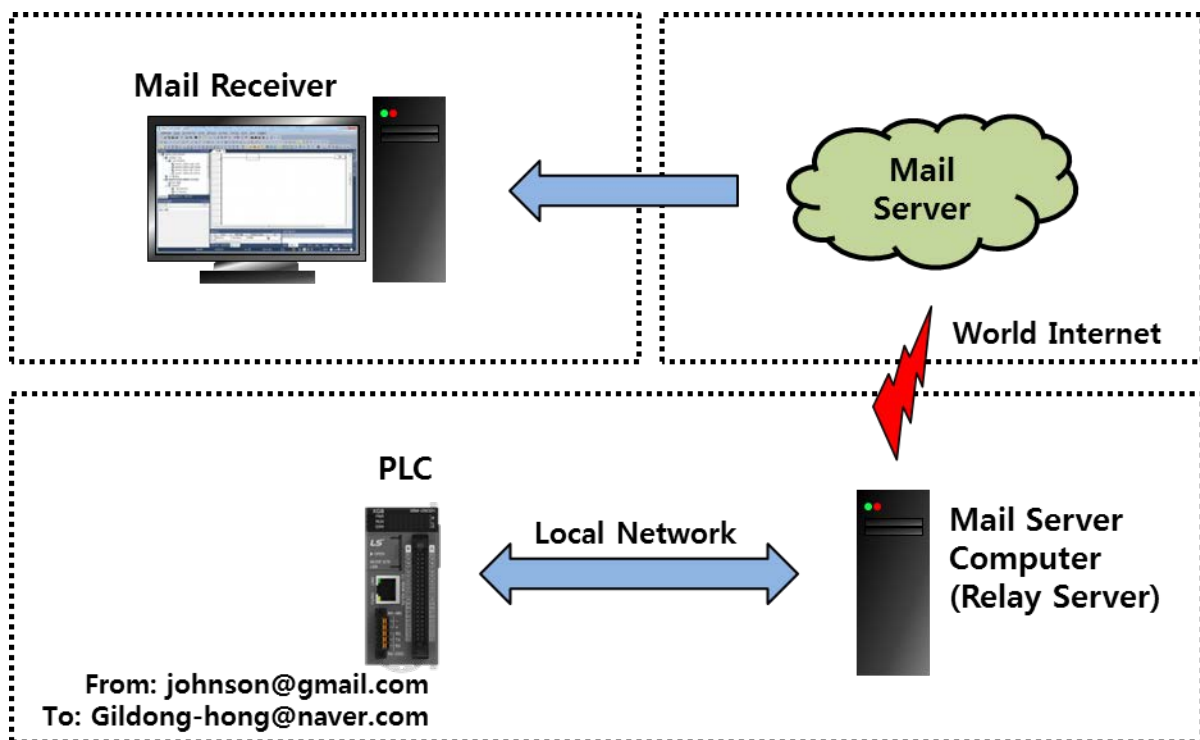 Mail Receiver
Mail
Server
World Internet
PLC
LS
Local Network
Mail Server
Computer
(Relay Server)
From: johnson@gmail.com
To: Gildong-hong@naver.com